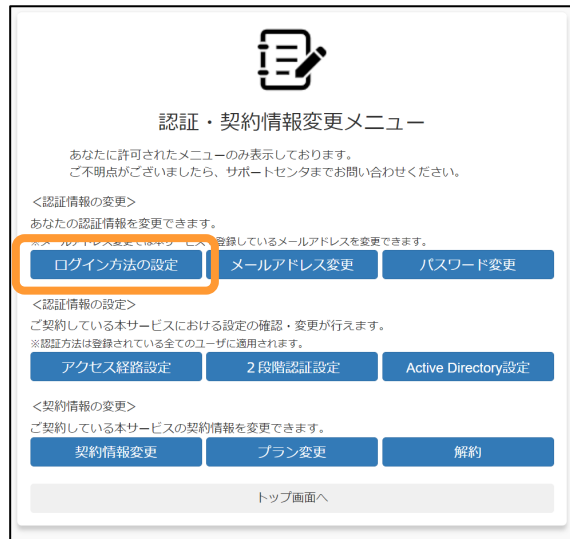 認証・契約情報変更メニュー
あなたに許可されたメニューのみ表示しております。
ご不明点がございましたら、サポートセンタまでお問い合わせください。
<認証情報の変更>
あなたの認証情報を変更できます。
※メールアドレス変更では本サービスで登録しているメールアドレスを変更できます。
ログイン方法の設定 メールアドレス変更 パスワード変更
<認証情報の設定>
ご契約している本サービスにおける設定の確認・変更が行えます。
※認証方法は登録されている全てのユーザに適用されます。
アクセス経路設定 2段階認証設定 Active Directory設定
<契約情報の変更>
ご契約している本サービスの契約情報を変更できます。
契約情報変更 プラン変更 解約
トップ画面へ